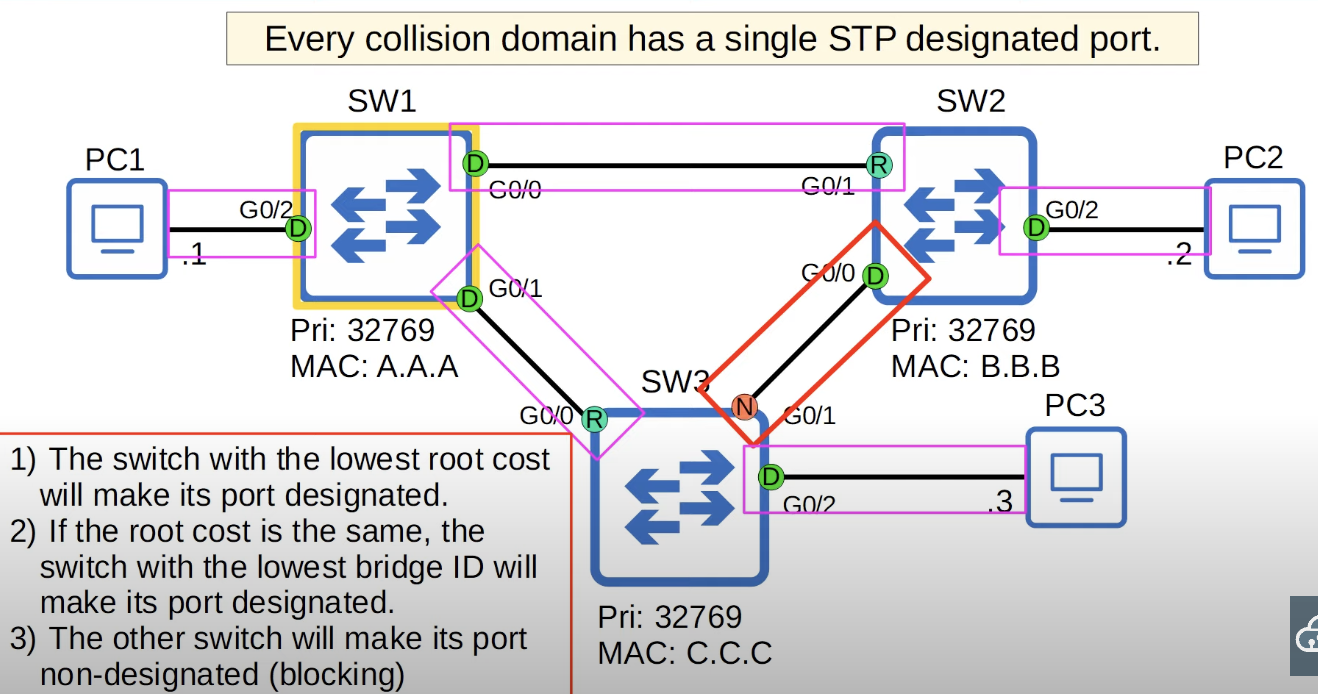 Every collision domain has a single STP designated port.
SW1
SW2
PC1
PC2
D
R
G0/0
G0/1
G0/2
D
.1
D
G0/2
.2
G0/0
D
D
G0/1
Pri: 32769
MAC: A.A.A
Pri: 32769
MAC: B.B.B
SW3
PC3
G0/0
R
N
G0/1
D
G0/2
.3
1) The switch with the lowest root cost
will make its port designated.
2) If the root cost is the same, the
switch with the lowest bridge ID will
make its port designated.
3) The other switch will make its port
non-designated (blocking)
Pri: 32769
MAC: C.C.C